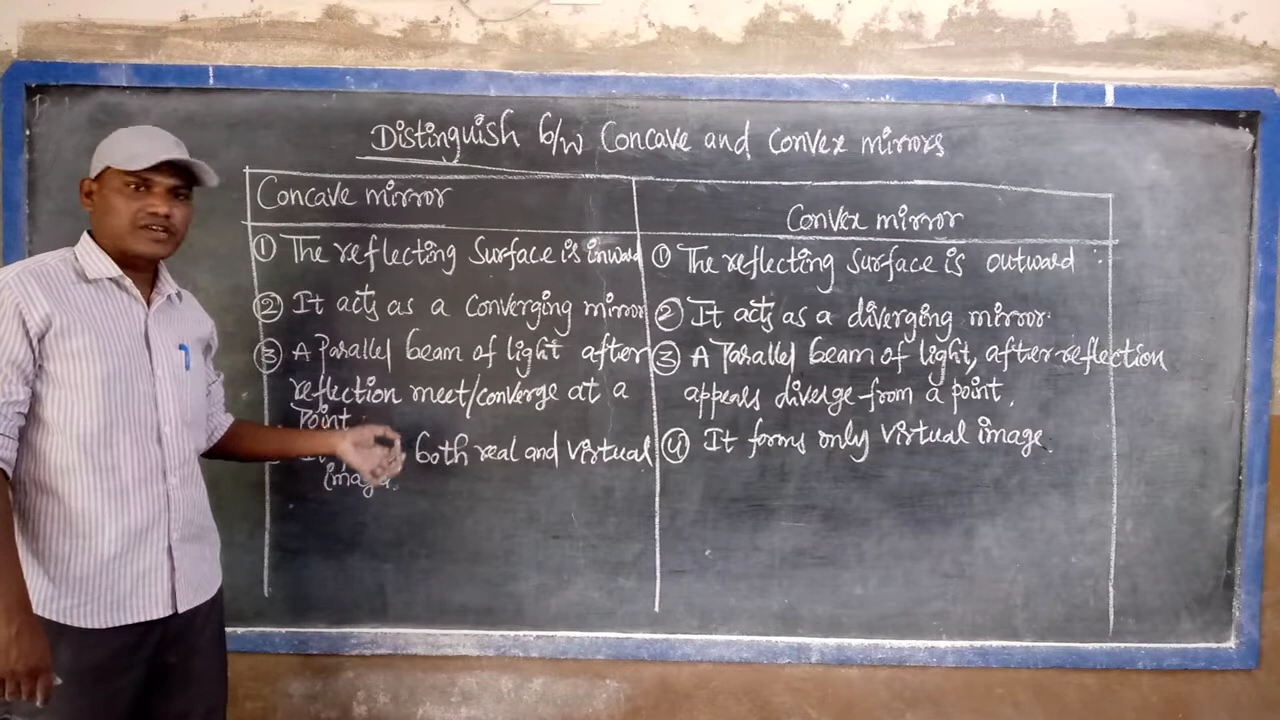 Distinguish b/w Concave and Convex mirrors
Concave mirror
① The reflecting Surface is inward
② It acts as a Converging mirror
③ A Parallel beam of light after
reflection meet/converge at a
Point
both real and virtual
image.
Convex mirror
① The reflecting Surface is outward
② It acts as a diverging mirror.
③ A Parallel beam of light, after reflection
appears diverge from a point.
④ It forms only virtual image.